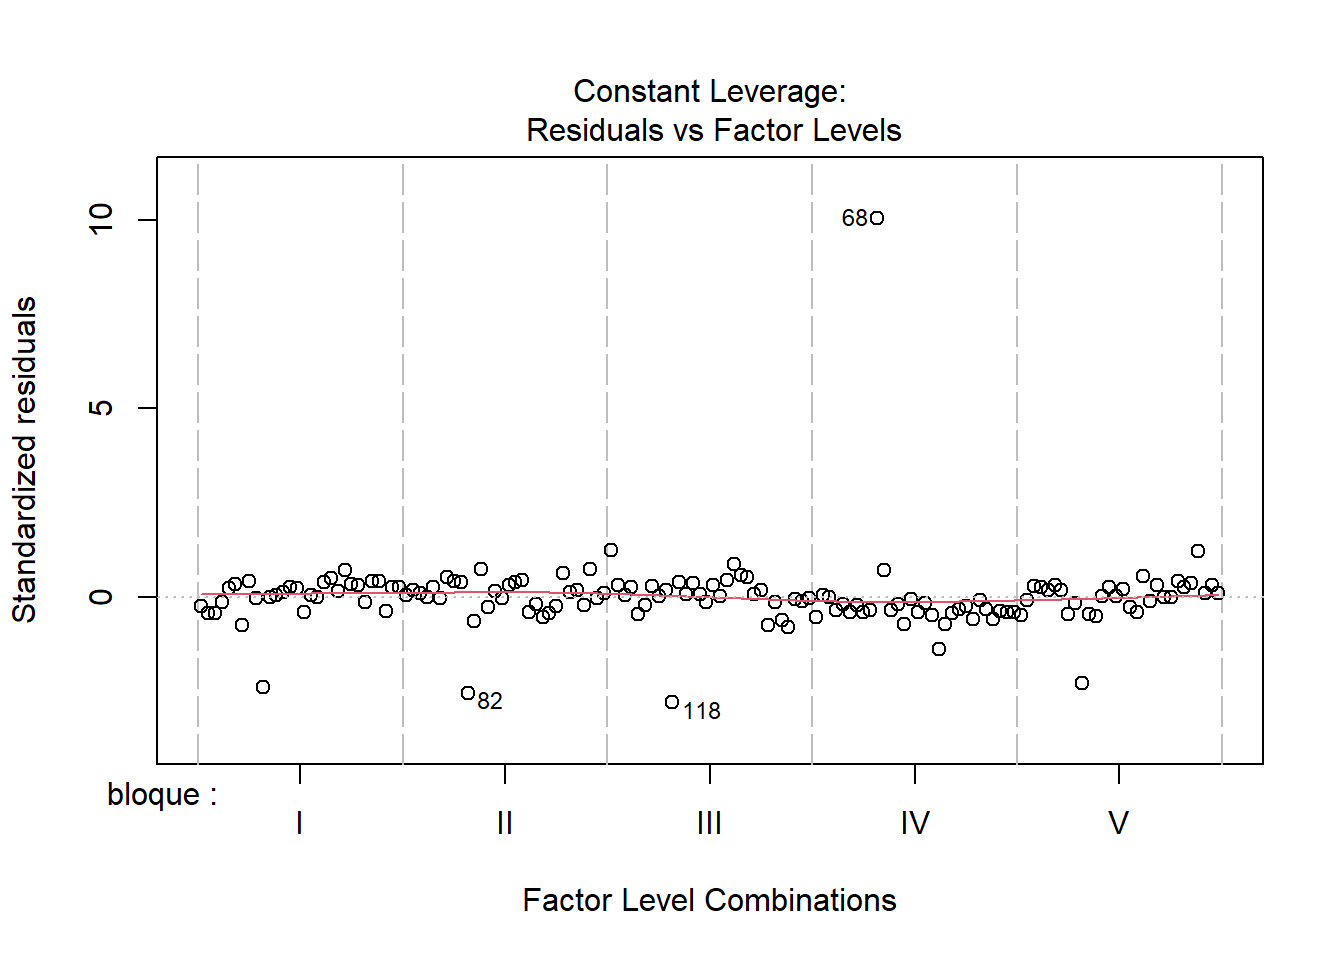 Constant Leverage:
Residuals vs Factor Levels
Standardized residuals
10
5
0
68
82
118
bloque :
I II III IV V
Factor Level Combinations